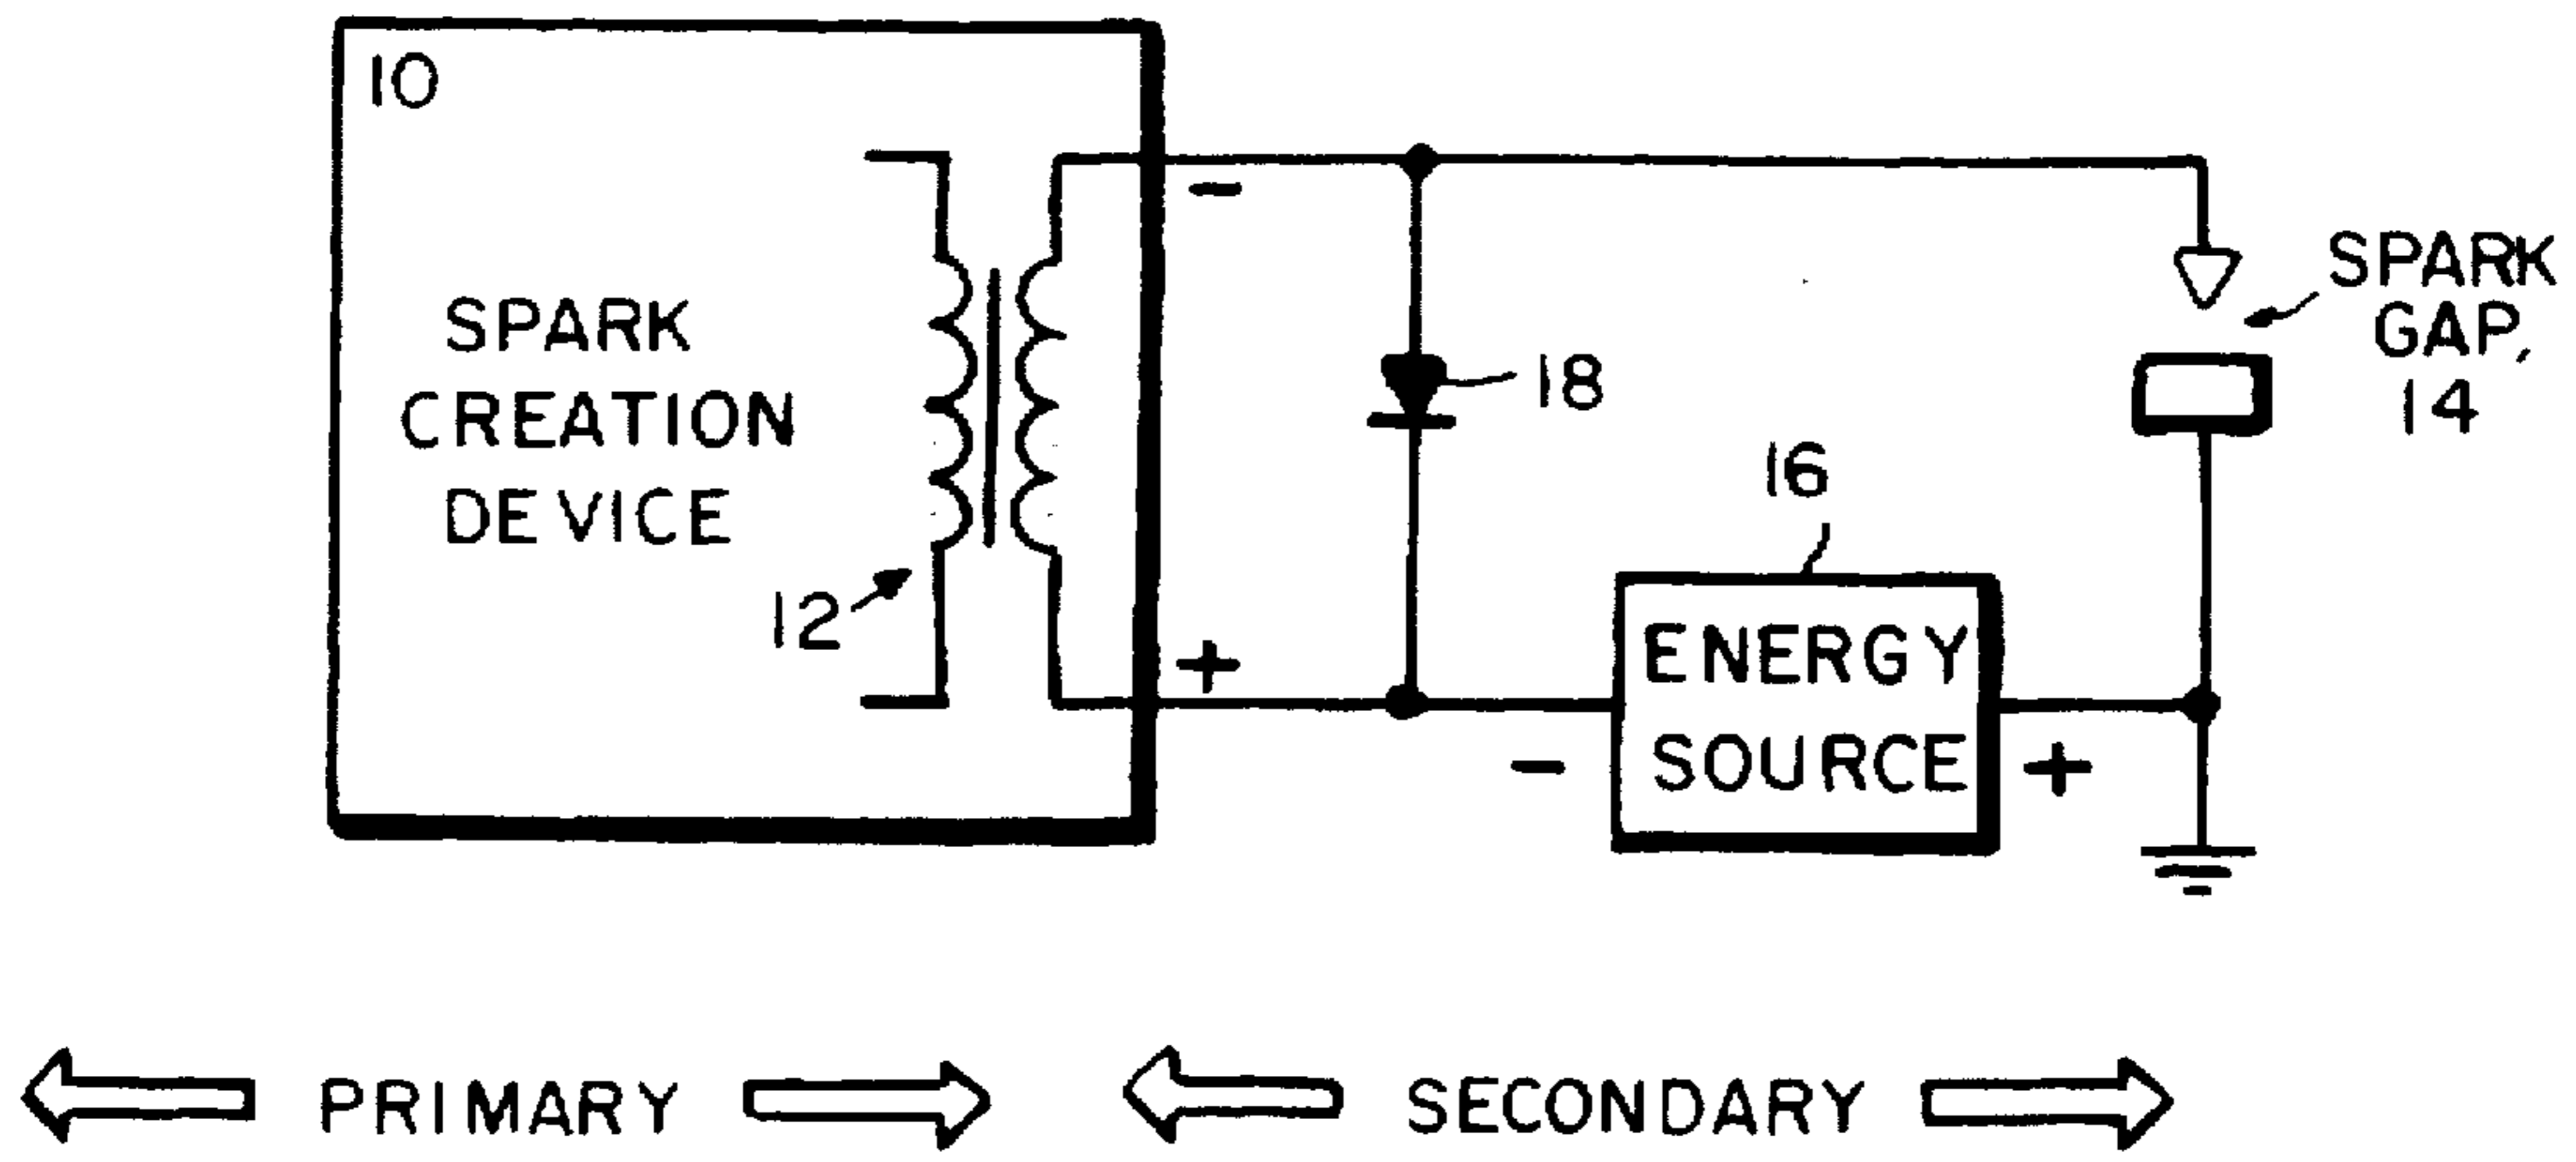 10
SPARK
CREATION
DEVICE
12
-
+
18
SPARK
GAP,
14
16
ENERGY
SOURCE
-
+
PRIMARY
SECONDARY